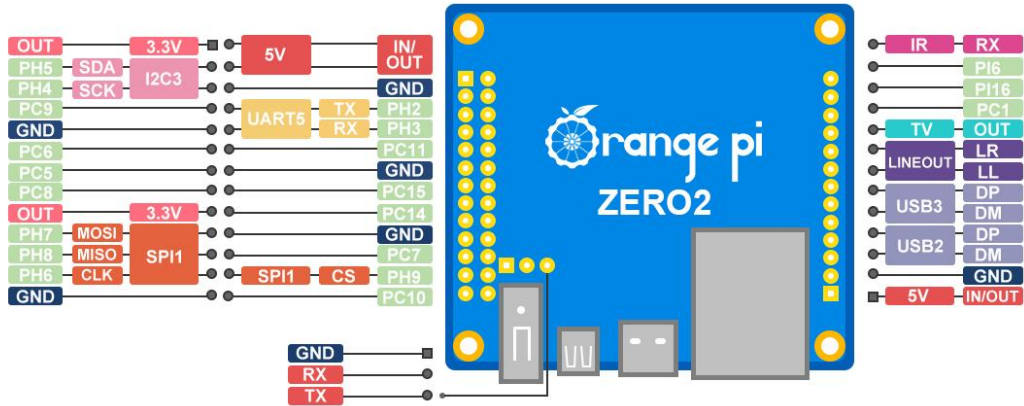 OUT 3.3V
PH5 SDA I2C3
PH4 SCK
PC9
GND
PC6
PC5
PC8
OUT 3.3V
PH7 MOSI SPI1
PH8 MISO
PH6 CLK
GND
5V IN/
OUT
GND
UART5 TX PH2
RX PH3
PC11
GND
PC15
PC14
GND
PC7
SPI1 CS PH9
PC10
GND
RX
TX
Orange pi
ZERO2
IR RX
PI6
PI16
PC1
TV OUT
LINEOUT LR
LL
USB3 DP
DM
USB2 DP
DM
GND
5V IN/OUT